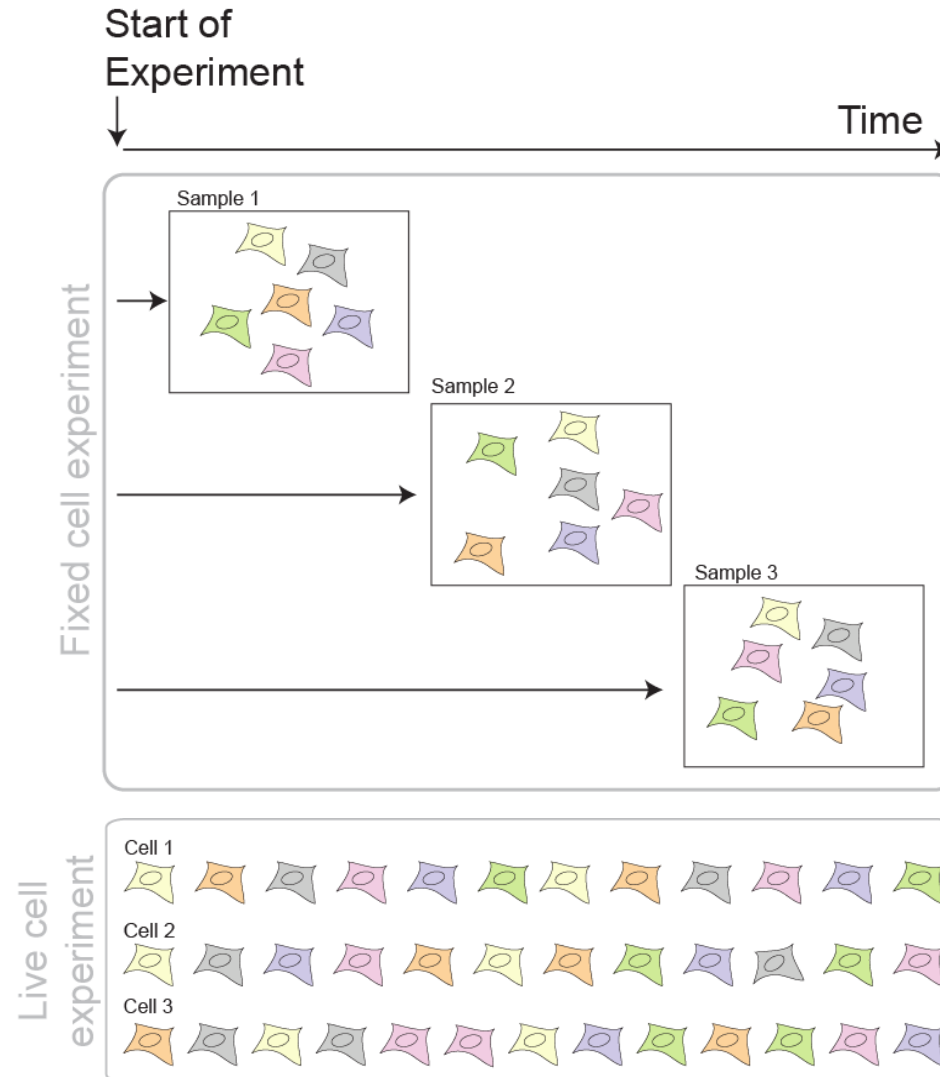 Start of
Experiment
Time
Fixed cell experiment
Sample 1
Sample 2
Sample 3
Live cell
experiment
Cell 1
Cell 2
Cell 3